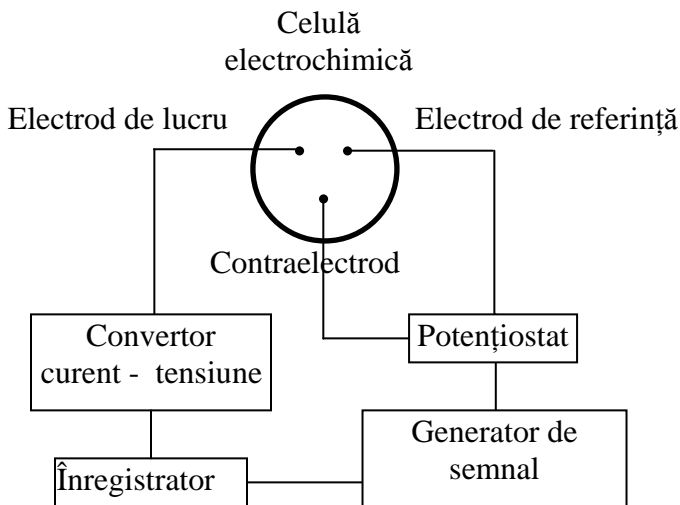 Celulă
electrochimică
Electrod de lucru
Electrod de referință
Contraelectrod
Convertor
curent - tensiune
Potențiostat
Generator de
semnal
Înregistrator